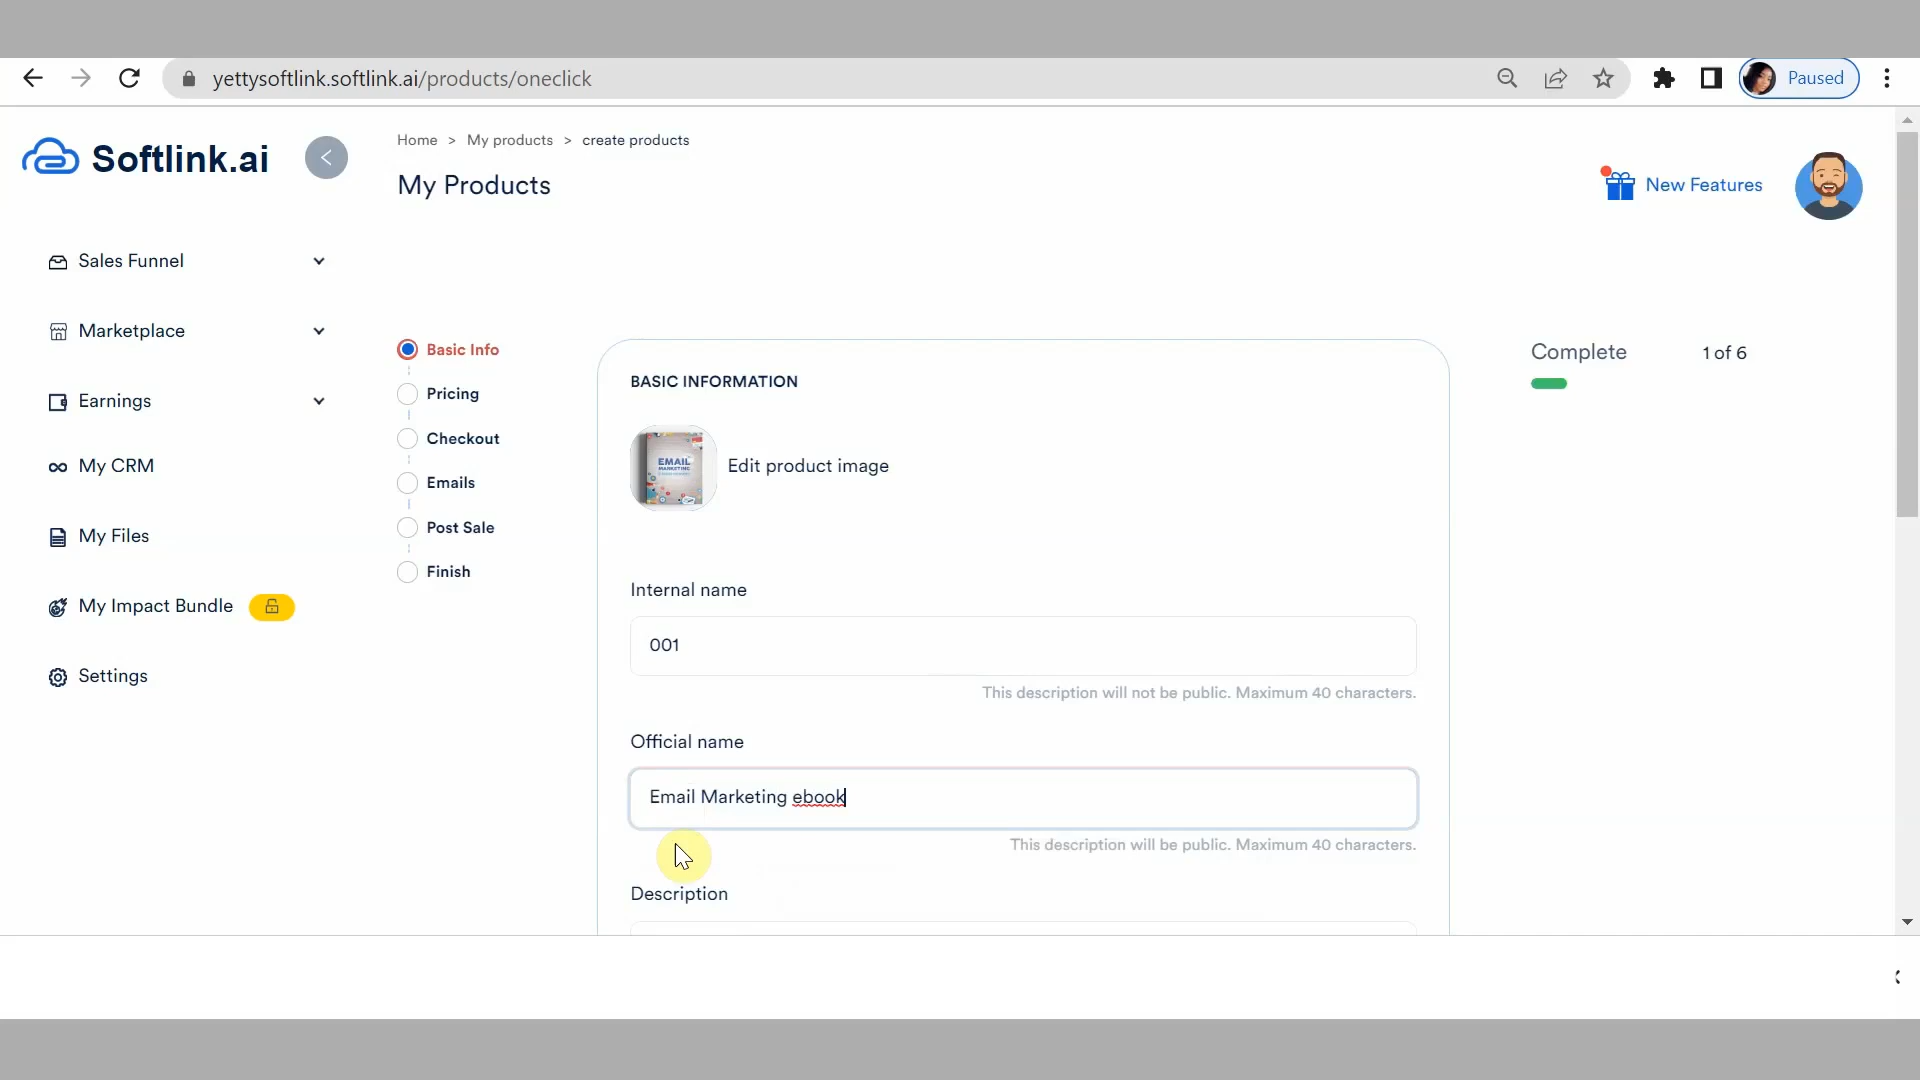 yettysoftlink.softlink.ai/products/oneclick
Paused
Softlink.ai
Home > My products > create products
My Products
New Features
Sales Funnel
Marketplace
Earnings
My CRM
My Files
My Impact Bundle
Settings
Basic Info
Pricing
Checkout
Emails
Post Sale
Finish
BASIC INFORMATION
EMAIL
MARKETING
Edit product image
Internal name
001
This description will not be public. Maximum 40 characters.
Official name
Email Marketing ebook
This description will be public. Maximum 40 characters.
Description
Complete 1 of 6